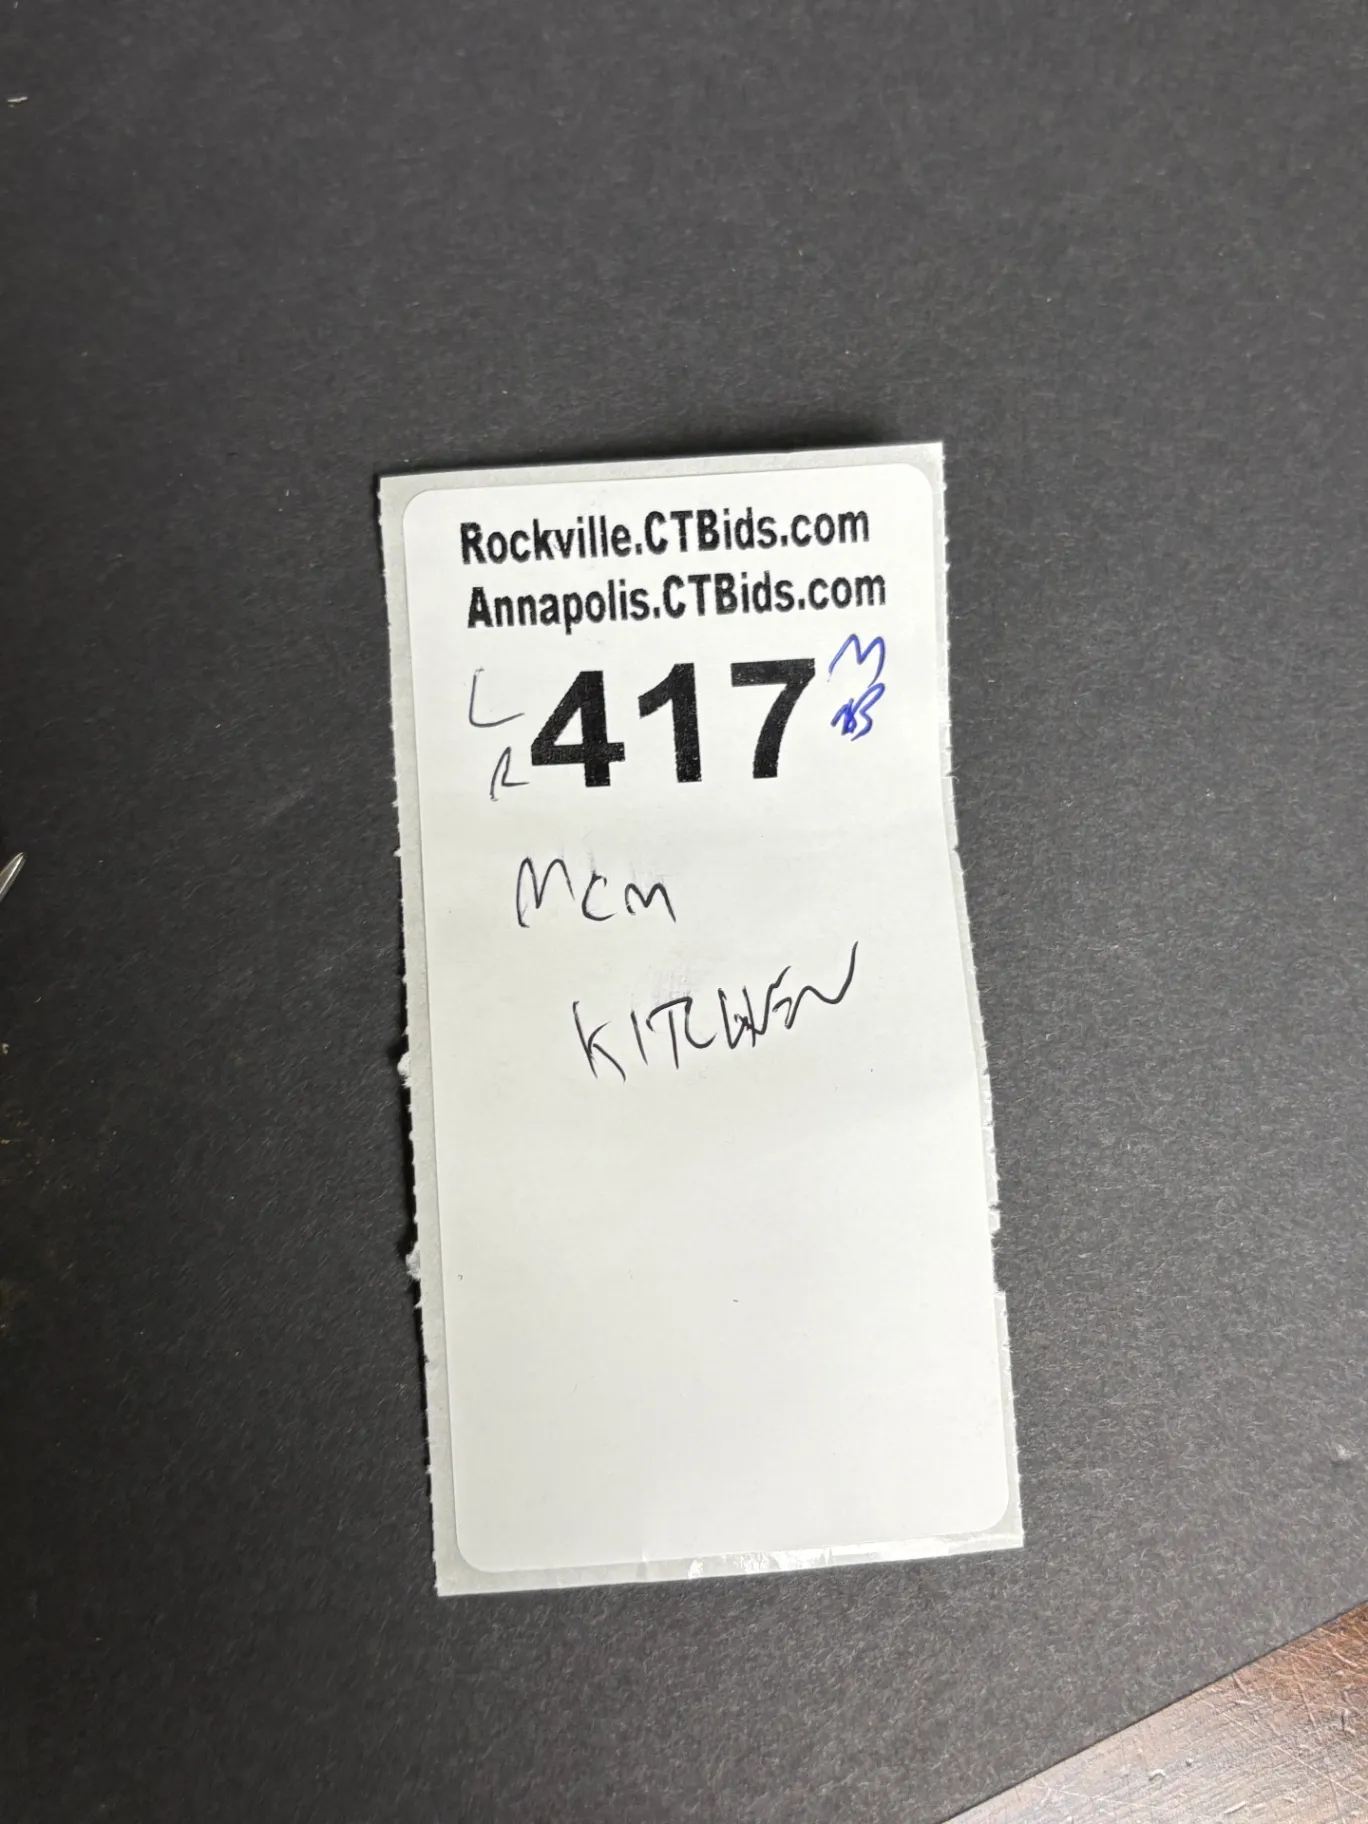 Rockville.CTBids.com
Annapolis.CTBids.com
L 417 M
R
MCM
KITCHEN